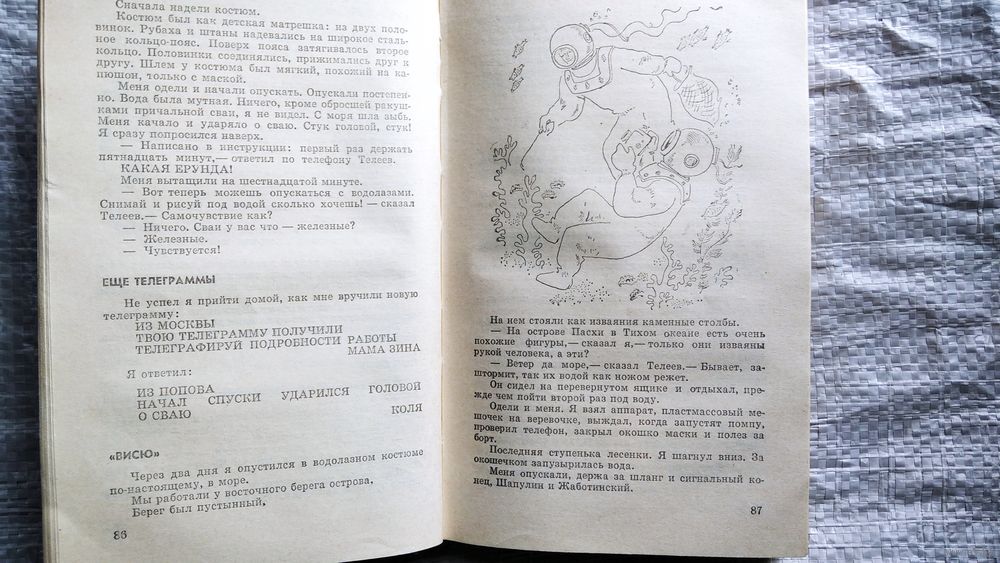 Сначала надели костюм.
Костюм был как детская матрешка: из двух поло-
винок. Рубаха и штаны надевались на широкое сталь-
кольцо-пояс. Поверх пояса затягивалось второе
кольцо. Половинки соединялись, прижимались друг к
другу. Шлем у костюма был мягкий, похожий на ка-
пюшон, только с маской.
Меня одели и начали опускать. Опускали постепен-
но. Вода была мутная. Ничего, кроме обросшей ракуш-
ками причальной сваи, я не видел. С моря шла зыбь.
Меня качало и ударяло о сваю. Стук головой, стук!
Я сразу попросился наверх.
— Написано в инструкции: первый раз держать
пятнадцать минут,— ответил по телефону Телеев.
КАКАЯ ЕРУНДА!
Меня вытащили на шестнадцатой минуте.
— Вот теперь можешь опускаться с водолазами.
Снимай и рисуй под водой сколько хочешь! — сказал
Телеев.— Самочувствие как?
— Ничего. Сваи у вас что — железные?
— Железные.
— Чувствуется!
ЕЩЕ ТЕЛЕГРАММЫ
Не успел я прийти домой, как мне вручили новую
телеграмму:
ИЗ МОСКВЫ
ТВОЮ ТЕЛЕГРАММУ ПОЛУЧИЛИ
ТЕЛЕГРАФИРУЙ ПОДРОБНОСТИ РАБОТЫ
МАМА ЗИНА
Я ответил:
ИЗ ПОПОВА
НАЧАЛ СПУСКИ УДАРИЛСЯ ГОЛОВОЙ
О СВАЮ КОЛЯ
«ВИСЮ»
Через два дня я опустился в водолазном костюме
по-настоящему, в море.
Мы работали у восточного берега острова.
Берег был пустынный.
86
На нем стояли как изваяния каменные столбы.
— На острове Пасхи в Тихом океане есть очень
похожие фигуры,— сказал я,— только они изваяны
рукой человека, а эти?
— Ветер да море,— сказал Телеев.— Бывает, за-
штормит, так их водой как ножом режет.
Он сидел на перевернутом ящике и отдыхал, пре-
жде чем пойти второй раз под воду.
Одели и меня. Я взял аппарат, пластмассовый ме-
шочек на веревочке, выждал, когда запустят помпу,
проверил телефон, закрыл окошко маски и полез за
борт.
Последняя ступенька лесенки. Я шагнул вниз. За
окошечком запузырилась вода.
Меня опускали, держа за шланг и сигнальный ко-
нец, Шапулин и Жаботинский.
87